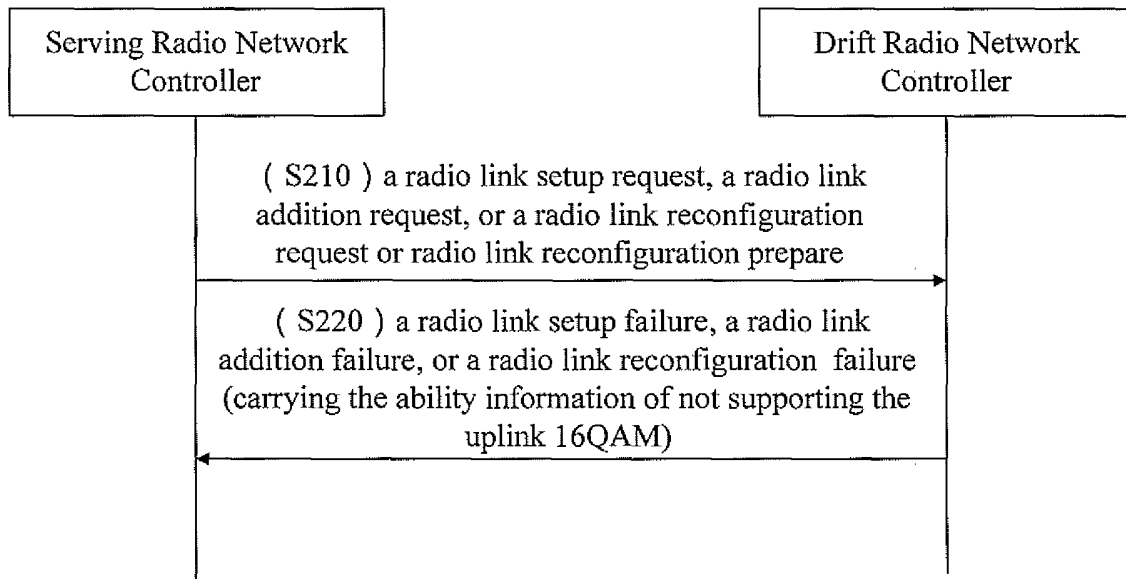 Serving Radio Network
Controller
Drift Radio Network
Controller
( S210 ) a radio link setup request, a radio link
addition request, or a radio link reconfiguration
request or radio link reconfiguration prepare
( S220 ) a radio link setup failure, a radio link
addition failure, or a radio link reconfiguration failure
(carrying the ability information of not supporting the
uplink 16QAM)